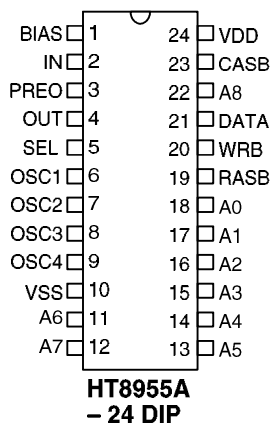 BIAS 1 24 VDD
IN 2 23 CASB
PREO 3 22 A8
OUT 4 21 DATA
SEL 5 20 WRB
OSC1 6 19 RASB
OSC2 7 18 A0
OSC3 8 17 A1
OSC4 9 16 A2
VSS 10 15 A3
A6 11 14 A4
A7 12 13 A5
HT8955A
– 24 DIP